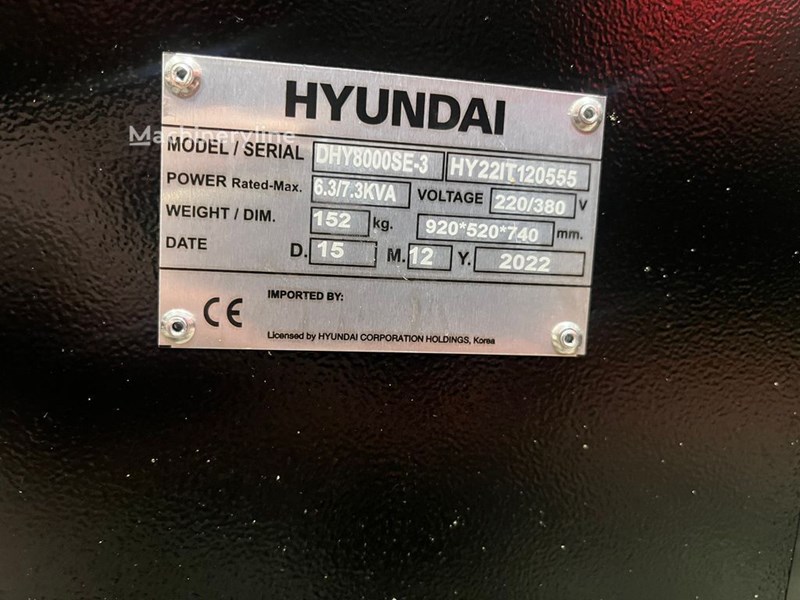 HYUNDAI
Machineryline
MODEL / SERIAL DHY8000SE-3 HY22IT120555
POWER Rated-Max. 6.3/7.3KVA VOLTAGE 220/380 V
WEIGHT / DIM. 152 kg. 920*520*740 mm.
DATE D. 15 M. 12 Y. 2022
CE IMPORTED BY:
Licensed by HYUNDAI CORPORATION HOLDINGS, Korea